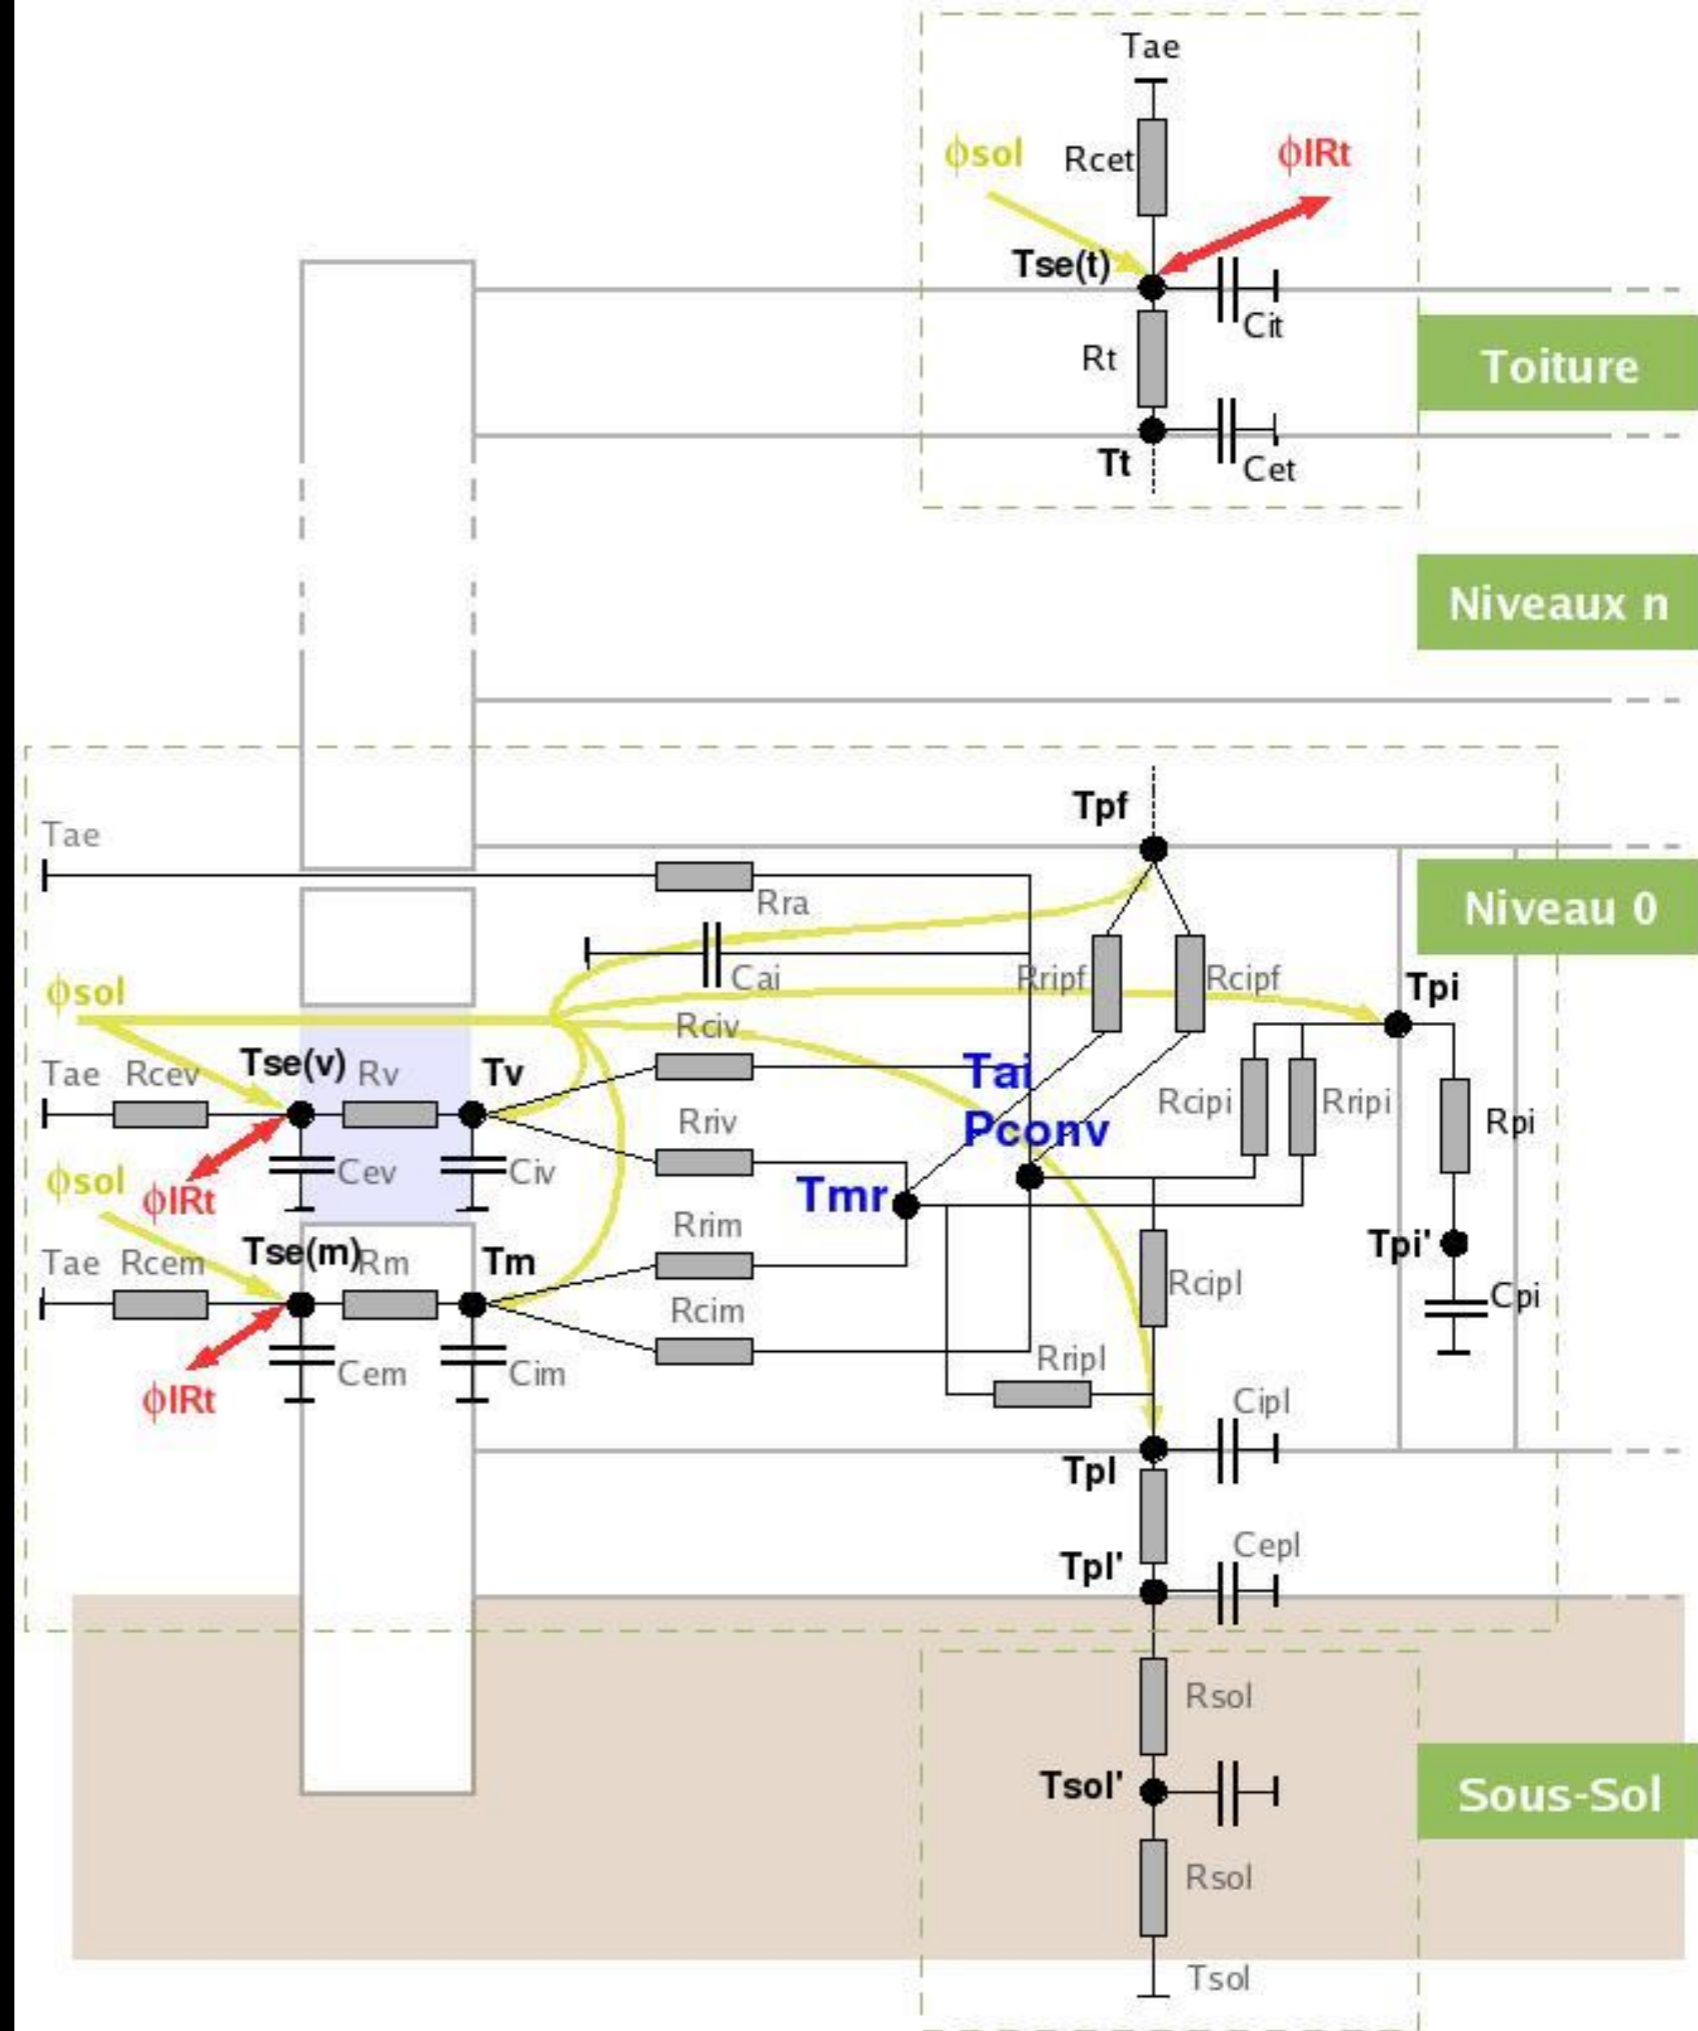 Tae
ϕsol
Rcet
ϕIRt
Tse(t)
Cit
Rt
Toiture
Tt
Cet
Niveaux n
Tpf
Tae
Rra
Niveau 0
Cai
Rripf
Rcipf
Tpi
ϕsol
Rciv
Tae
Rcev
Tse(v)
Rv
Tv
Tai
Pconv
Rcipi
Rripi
Rpi
Rriv
ϕsol
Cev
Civ
ϕIRt
Tmr
Rrim
Tpi'
Tae
Rcem
Tse(m)
Rm
Tm
Rcipl
Cpi
Rcim
Rripl
Cem
Cim
ϕIRt
Cipl
Tpl
Cepl
Tpl'
Rsol
Tsol'
Sous-Sol
Rsol
Tsol